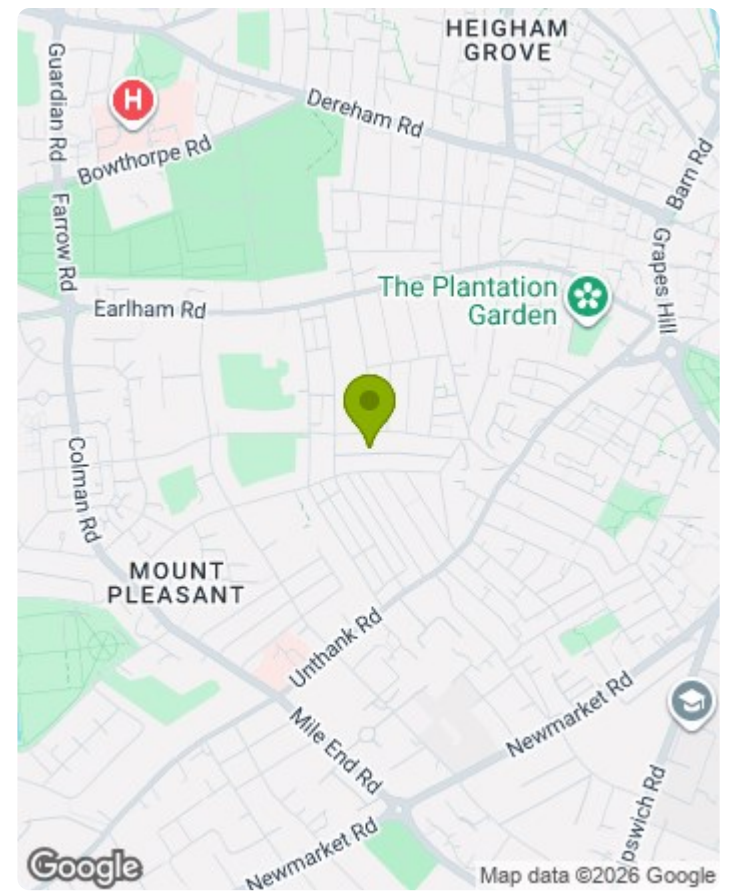 HEIGHAM
GROVE
Guardian Rd
H
Dereham Rd
Bowthorpe Rd
Barn Rd
Farrow Rd
Grapes Hill
The Plantation
Garden
Earlham Rd
Colman Rd
MOUNT
PLEASANT
Unthank Rd
Mile End Rd
Newmarket Rd
pswich Rd
Newmarket Rd
Google
Map data ©2026 Google